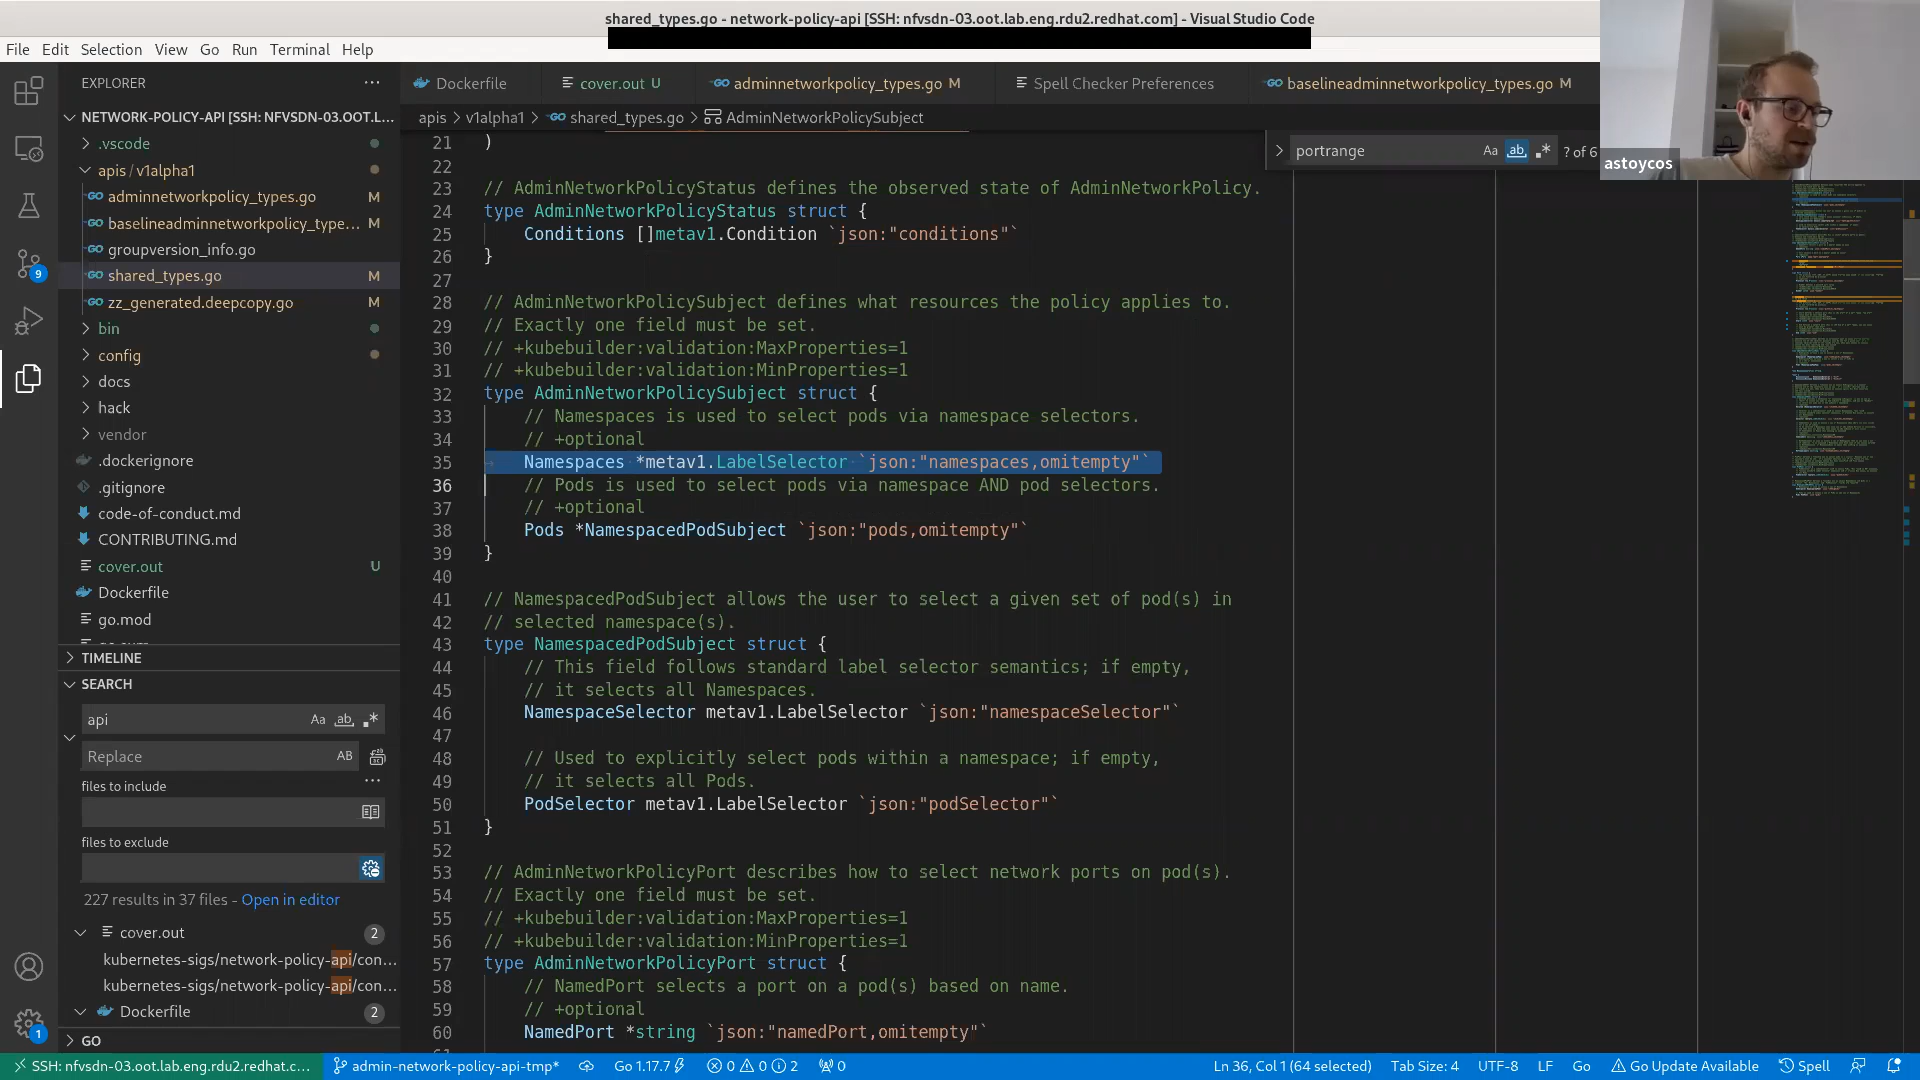 shared_types.go - network-policy-api [SSH: nfvsdn-03.oot.lab.eng.rdu2.redhat.com] - Visual Studio Code
File Edit Selection View Go Run Terminal Help
EXPLORER ···
Dockerfile
cover.out U
adminnetworkpolicy_types.go M
Spell Checker Preferences
baselineadminnetworkpolicy_types.go M
astoycos
NETWORK-POLICY-API [SSH: NFVSDN-03.OOT.L...
apis > v1alpha1 > shared_types.go > AdminNetworkPolicySubject
portrange Aa ab .* ? of 6
.vscode
apis / v1alpha1
adminnetworkpolicy_types.go M
baselineadminnetworkpolicy_type... M
groupversion_info.go
shared_types.go M
zz_generated.deepcopy.go M
bin
config
docs
hack
vendor
.dockerignore
.gitignore
code-of-conduct.md
CONTRIBUTING.md
cover.out U
Dockerfile
go.mod
TIMELINE
SEARCH
api Aa ab .*
Replace AB
···
files to include
files to exclude
227 results in 37 files - Open in editor
cover.out 2
kubernetes-sigs/network-policy-api/con...
kubernetes-sigs/network-policy-api/con...
Dockerfile 2
GO
9
1
21 )
22
23 // AdminNetworkPolicyStatus defines the observed state of AdminNetworkPolicy.
24 type AdminNetworkPolicyStatus struct {
25 Conditions []metav1.Condition `json:"conditions"`
26 }
27
28 // AdminNetworkPolicySubject defines what resources the policy applies to.
29 // Exactly one field must be set.
30 // +kubebuilder:validation:MaxProperties=1
31 // +kubebuilder:validation:MinProperties=1
32 type AdminNetworkPolicySubject struct {
33 // Namespaces is used to select pods via namespace selectors.
34 // +optional
35 Namespaces *metav1.LabelSelector `json:"namespaces,omitempty"`
36 // Pods is used to select pods via namespace AND pod selectors.
37 // +optional
38 Pods *NamespacedPodSubject `json:"pods,omitempty"`
39 }
40
41 // NamespacedPodSubject allows the user to select a given set of pod(s) in
42 // selected namespace(s).
43 type NamespacedPodSubject struct {
44 // This field follows standard label selector semantics; if empty,
45 // it selects all Namespaces.
46 NamespaceSelector metav1.LabelSelector `json:"namespaceSelector"`
47
48 // Used to explicitly select pods within a namespace; if empty,
49 // it selects all Pods.
50 PodSelector metav1.LabelSelector `json:"podSelector"`
51 }
52
53 // AdminNetworkPolicyPort describes how to select network ports on pod(s).
54 // Exactly one field must be set.
55 // +kubebuilder:validation:MaxProperties=1
56 // +kubebuilder:validation:MinProperties=1
57 type AdminNetworkPolicyPort struct {
58 // NamedPort selects a port on a pod(s) based on name.
59 // +optional
60 NamedPort *string `json:"namedPort,omitempty"`
SSH: nfvsdn-03.oot.lab.eng.rdu2.redhat.c... admin-network-policy-api-tmp* Go 1.17.7 0 0 2 0 Ln 36, Col 1 (64 selected) Tab Size: 4 UTF-8 LF Go Go Update Available Spell